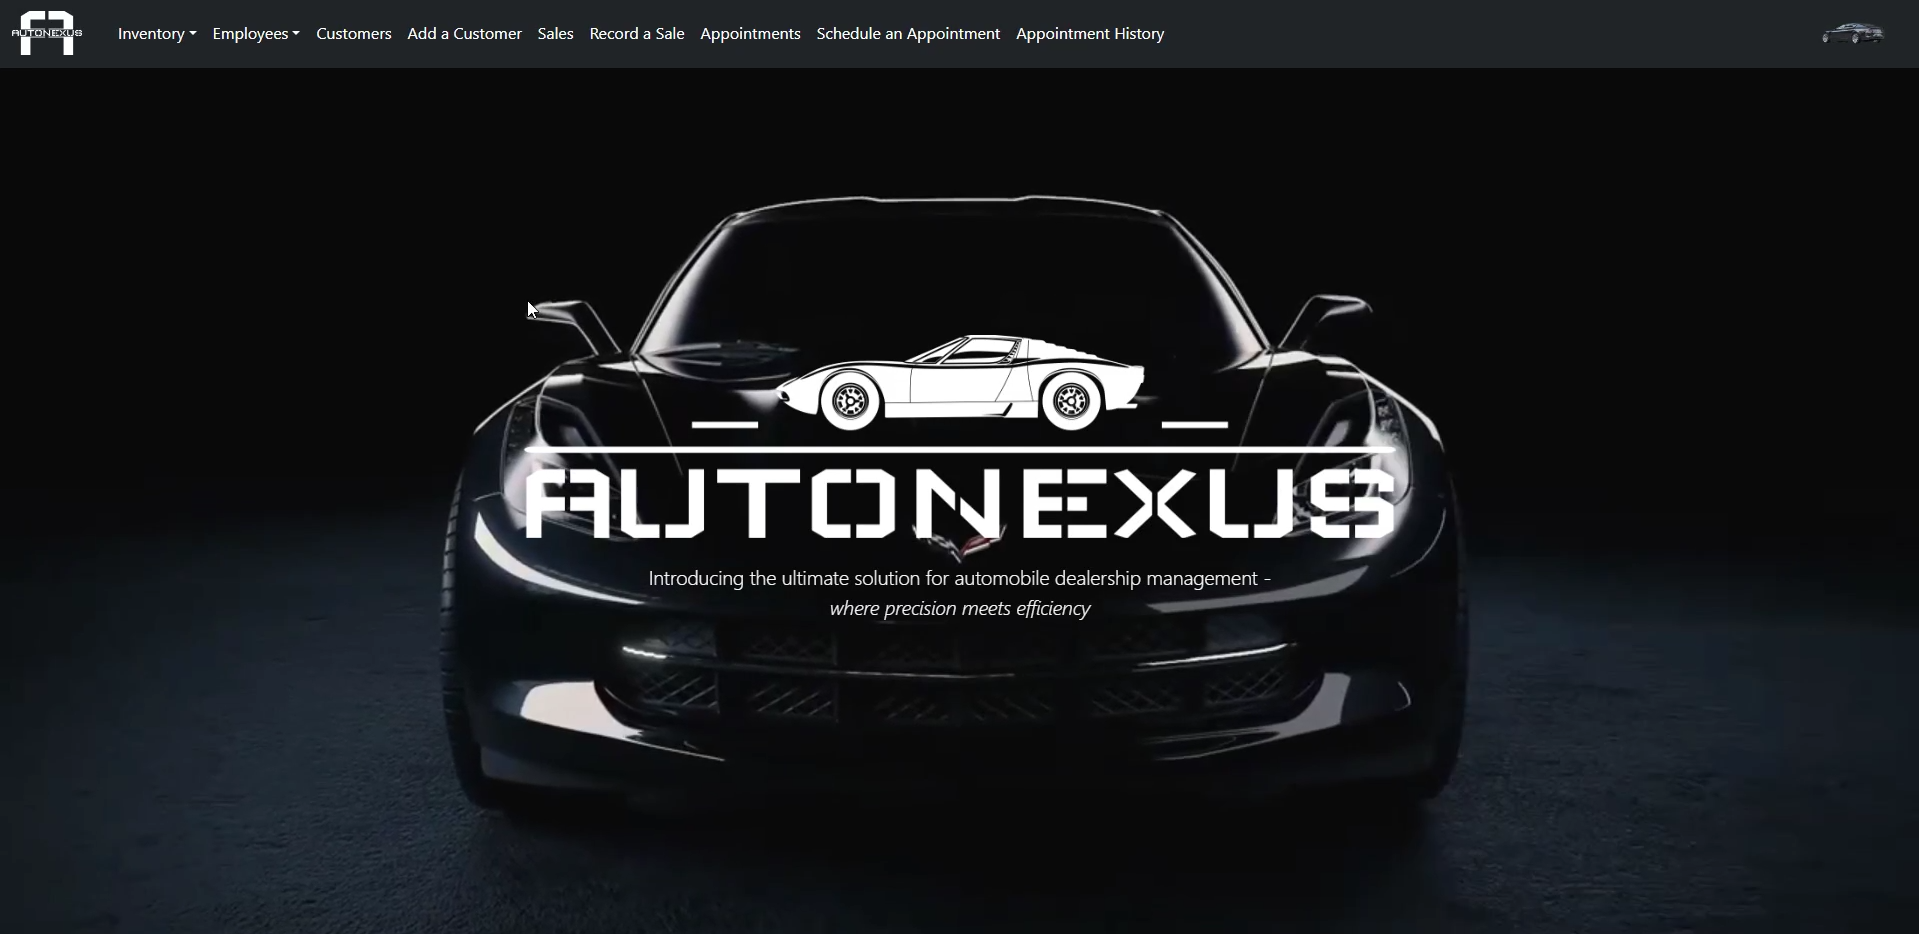 AUTONEXUS
Inventory
Employees
Customers
Add a Customer
Sales
Record a Sale
Appointments
Schedule an Appointment
Appointment History
AUTONEXUS
Introducing the ultimate solution for automobile dealership management -
where precision meets efficiency